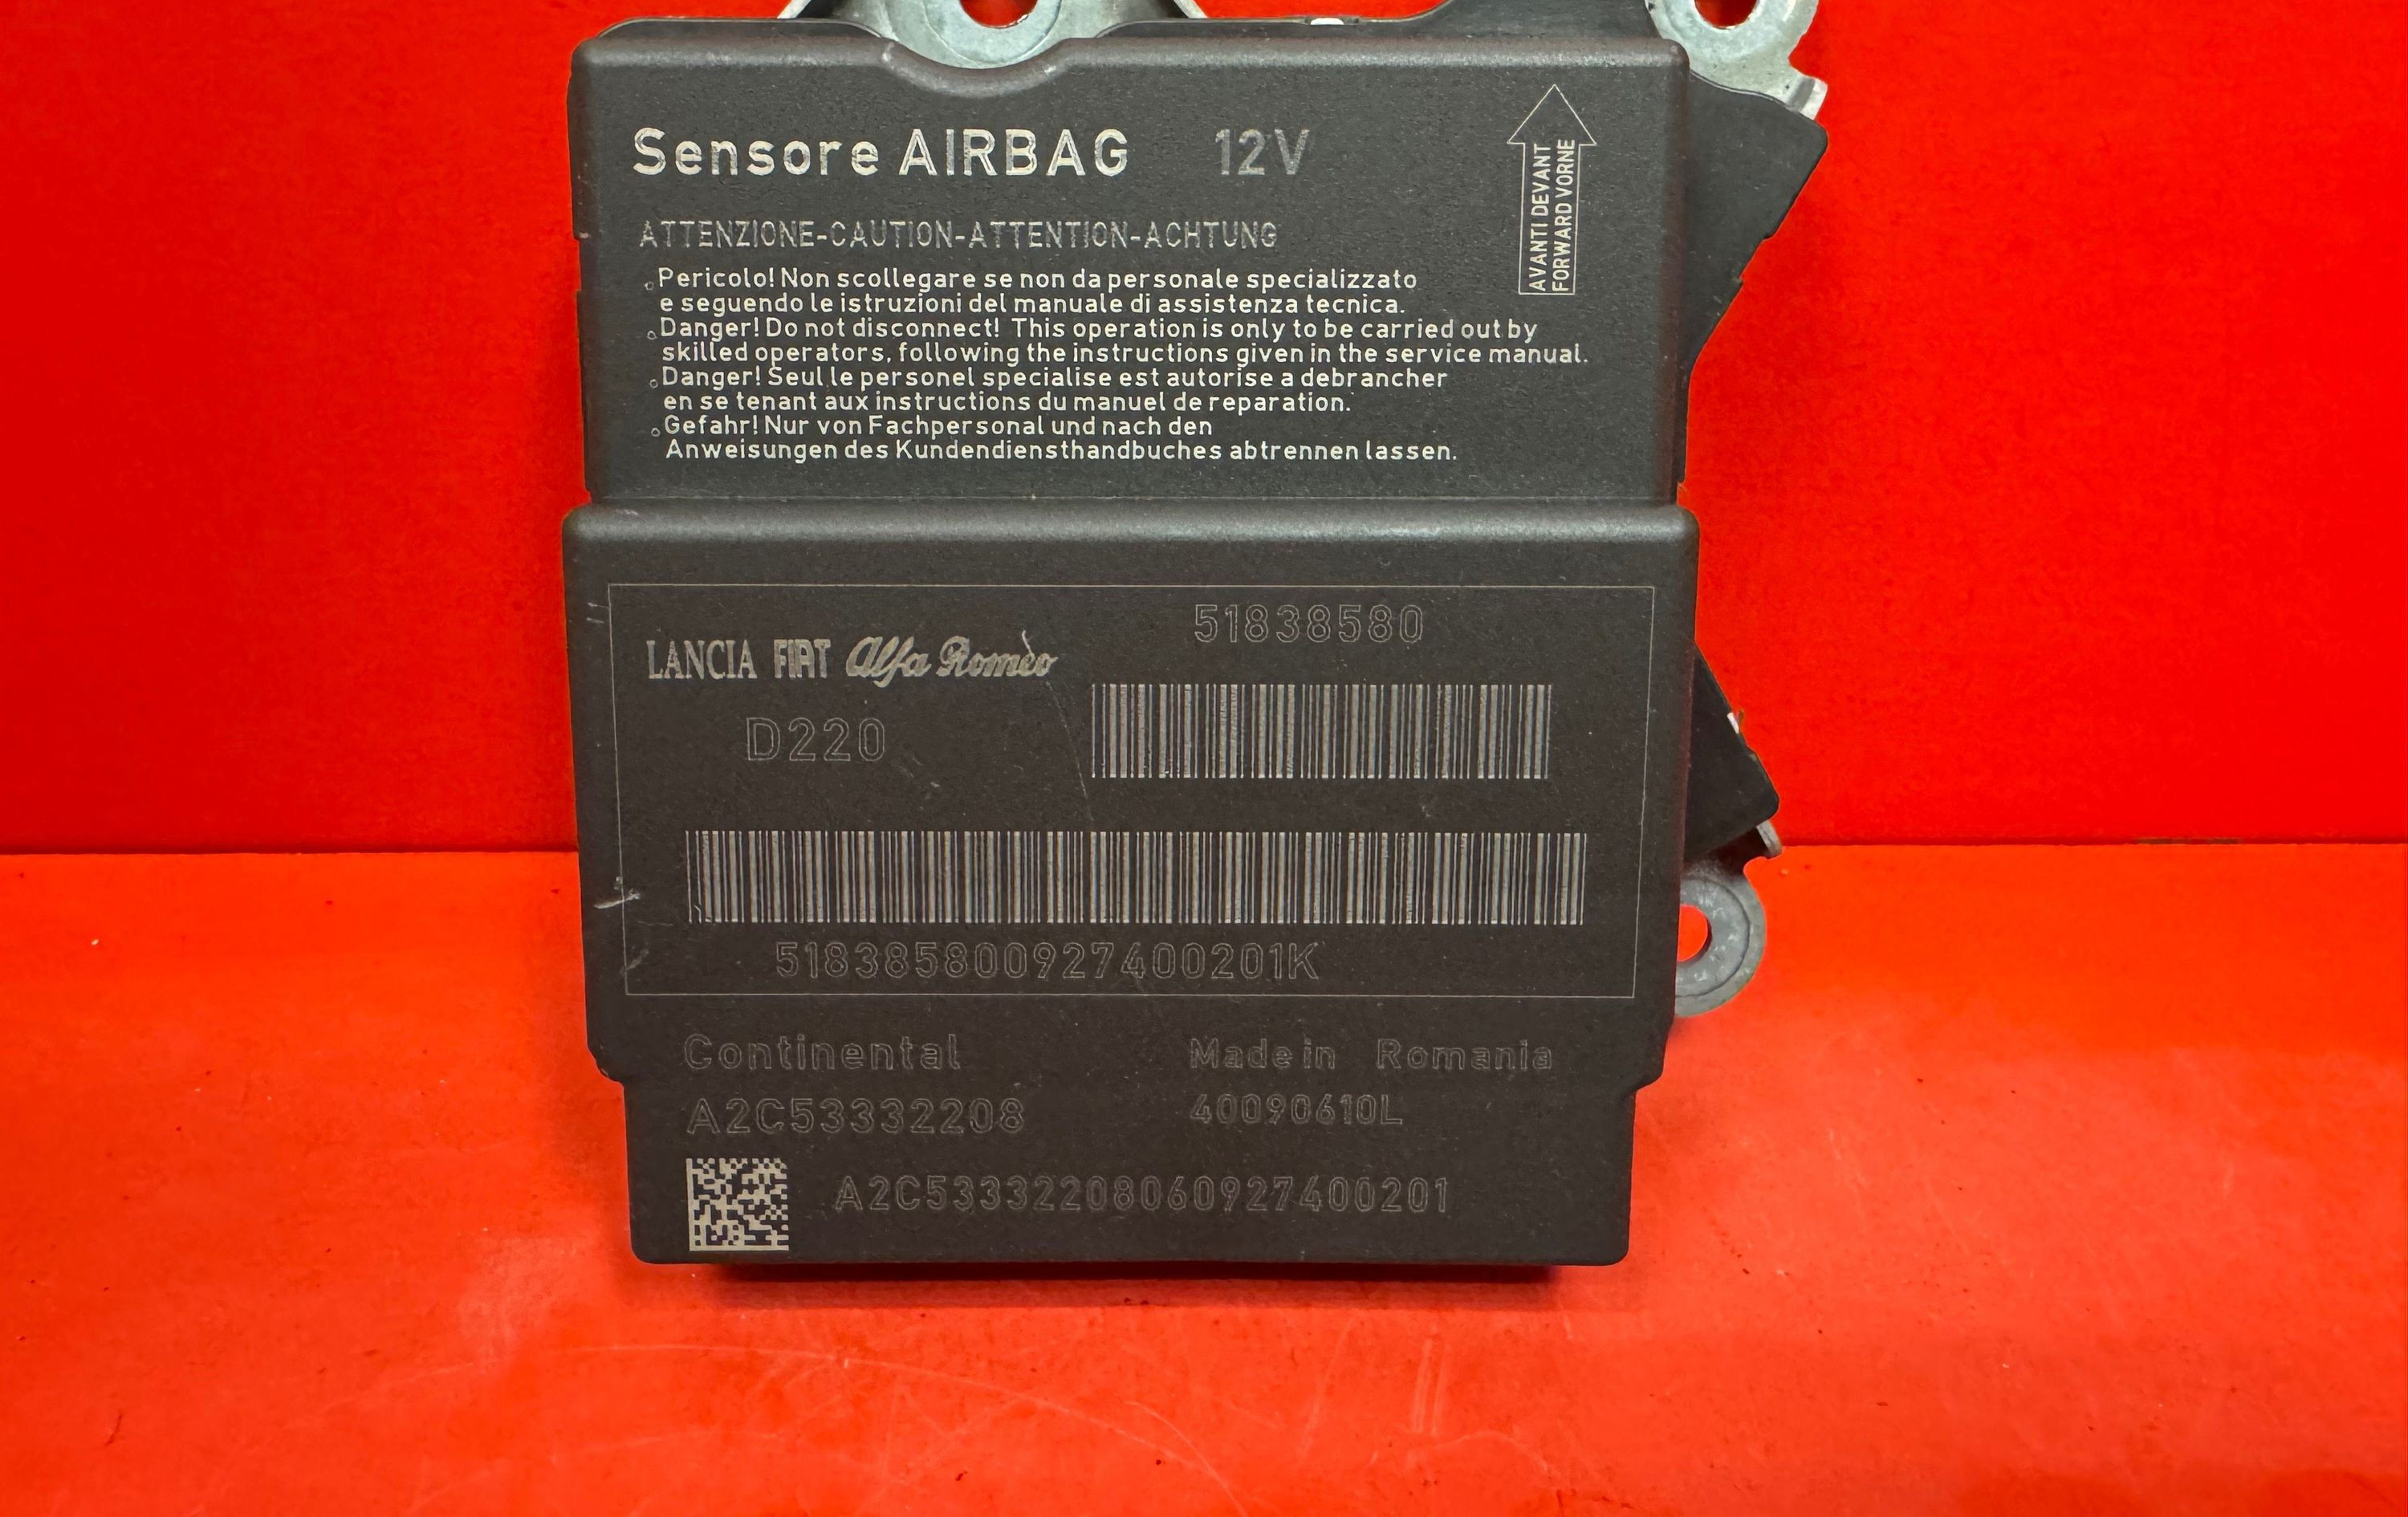 Sensore AIRBAG 12V
AVANTI DEVANT
FORWARD VORNE
ATTENZIONE-CAUTION-ATTENTION-ACHTUNG
Pericolo! Non scollegare se non da personale specializzato
e seguendo le istruzioni del manuale di assistenza tecnica.
Danger! Do not disconnect! This operation is only to be carried out by
skilled operators, following the instructions given in the service manual.
Danger! Seul le personel specialise est autorise a debrancher
en se tenant aux instructions du manuel de reparation.
Gefahr! Nur von Fachpersonal und nach den
Anweisungen des Kundendiensthandbuches abtrennen lassen.
51838580
LANCIA FIAT Alfa Romeo
D220
518385800927400201K
Continental Made in Romania
A2C53332208 40090610L
A2C53332208060927400201